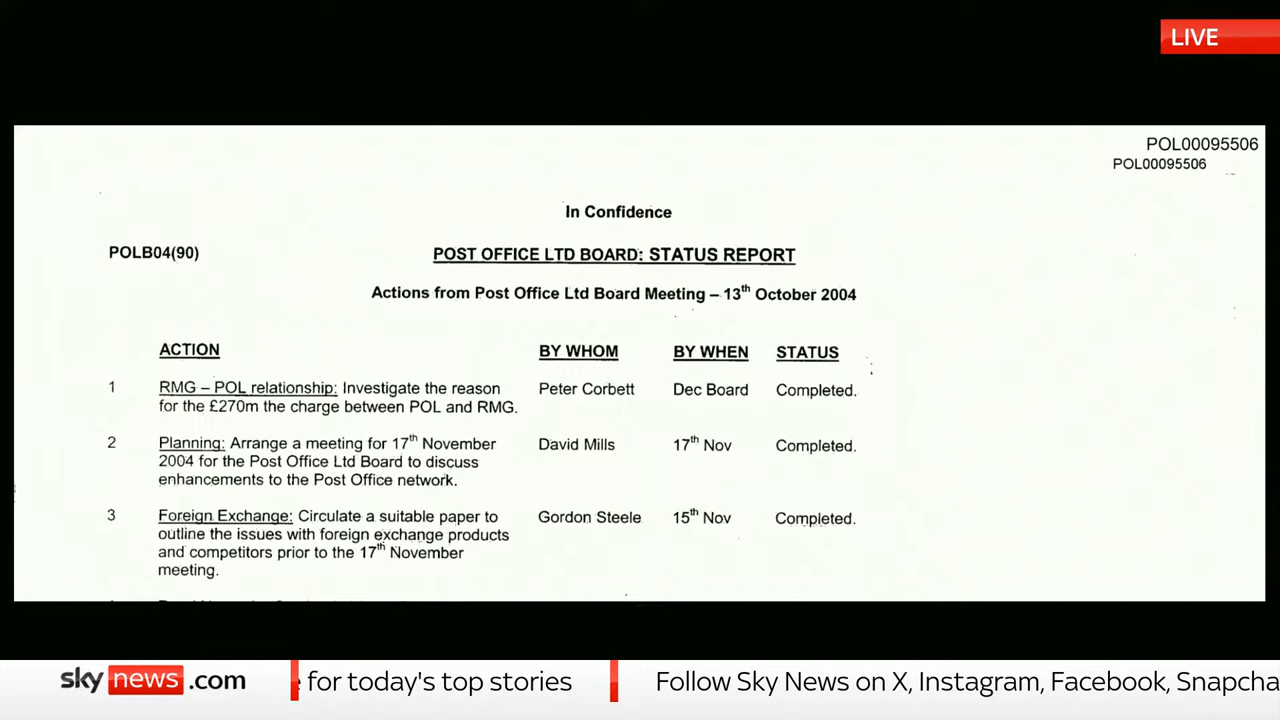 LIVE
POL00095506
POL00095506
In Confidence
POLB04(90)
POST OFFICE LTD BOARD: STATUS REPORT
Actions from Post Office Ltd Board Meeting – 13th October 2004
ACTION BY WHOM BY WHEN STATUS
1 RMG – POL relationship: Investigate the reason Peter Corbett Dec Board Completed.
for the £270m the charge between POL and RMG.
2 Planning: Arrange a meeting for 17th November David Mills 17th Nov Completed.
2004 for the Post Office Ltd Board to discuss
enhancements to the Post Office network.
3 Foreign Exchange: Circulate a suitable paper to Gordon Steele 15th Nov Completed.
outline the issues with foreign exchange products
and competitors prior to the 17th November
meeting.
sky news.com for today's top stories Follow Sky News on X, Instagram, Facebook, Snapcha